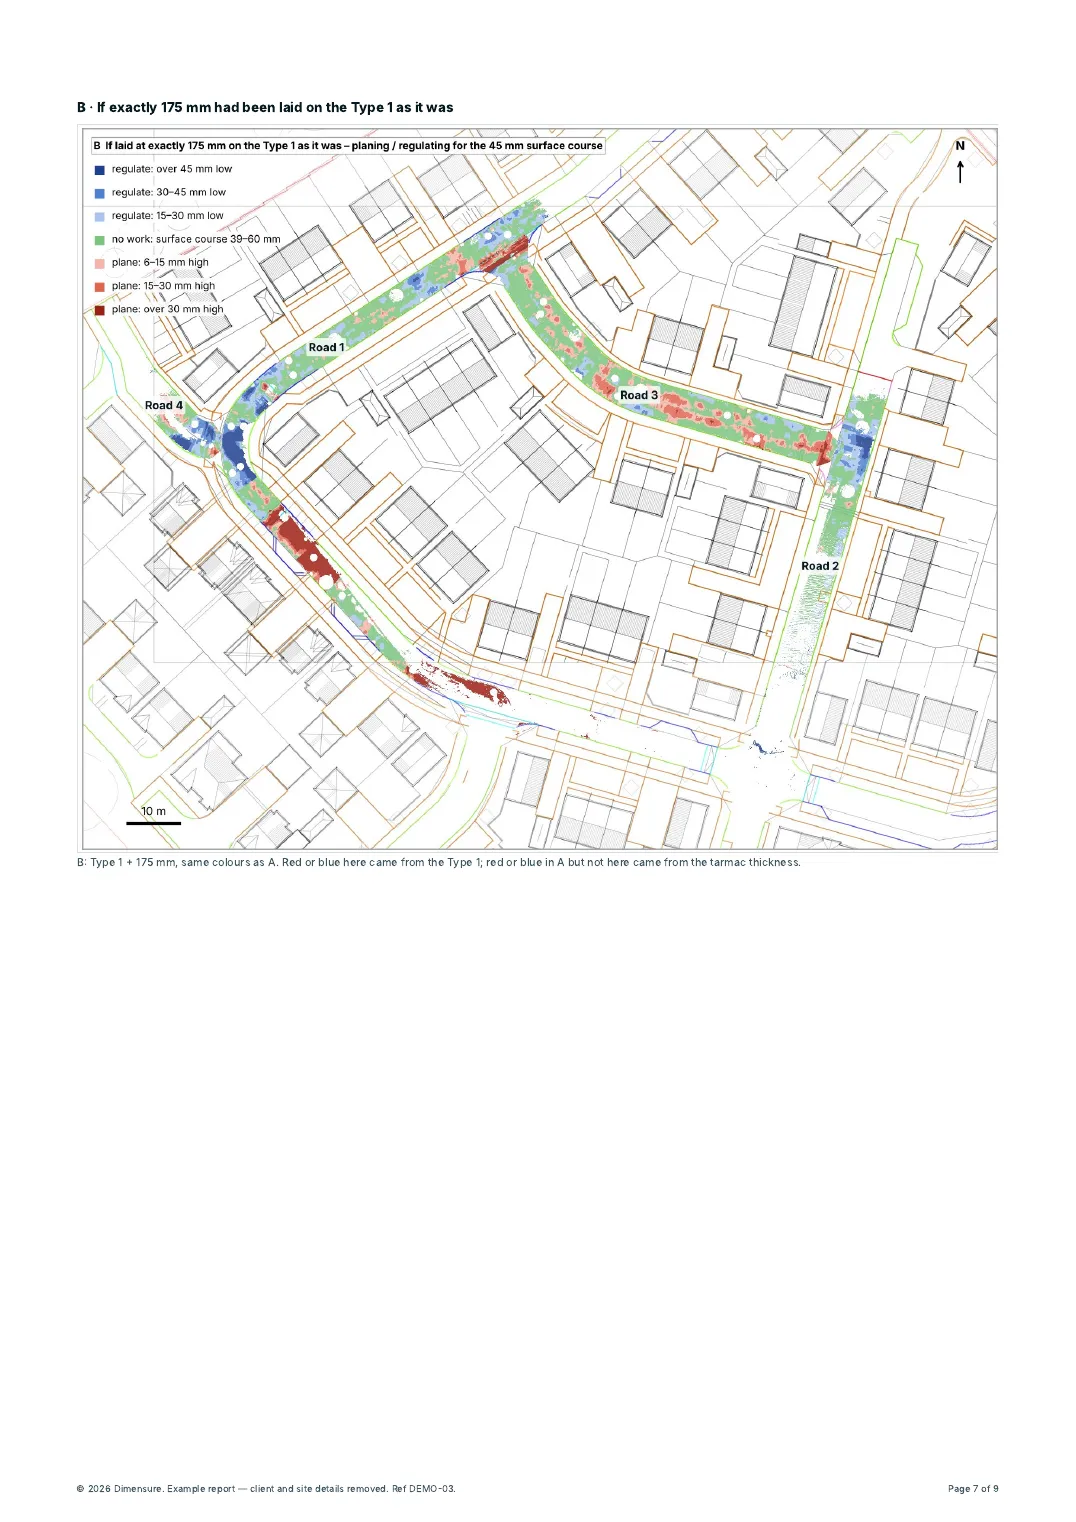 B · If exactly 175 mm had been laid on the Type 1 as it was
B If laid at exactly 175 mm on the Type 1 as it was – planing / regulating for the 45 mm surface course
N
regulate: over 45 mm low
regulate: 30–45 mm low
regulate: 15–30 mm low
no work: surface course 39–60 mm
plane: 6–15 mm high
plane: 15–30 mm high
plane: over 30 mm high
Road 1
Road 3
Road 4
Road 2
10 m
B: Type 1 + 175 mm, same colours as A. Red or blue here came from the Type 1; red or blue in A but not here came from the tarmac thickness.
© 2026 Dimensure. Example report — client and site details removed. Ref DEMO-03.
Page 7 of 9